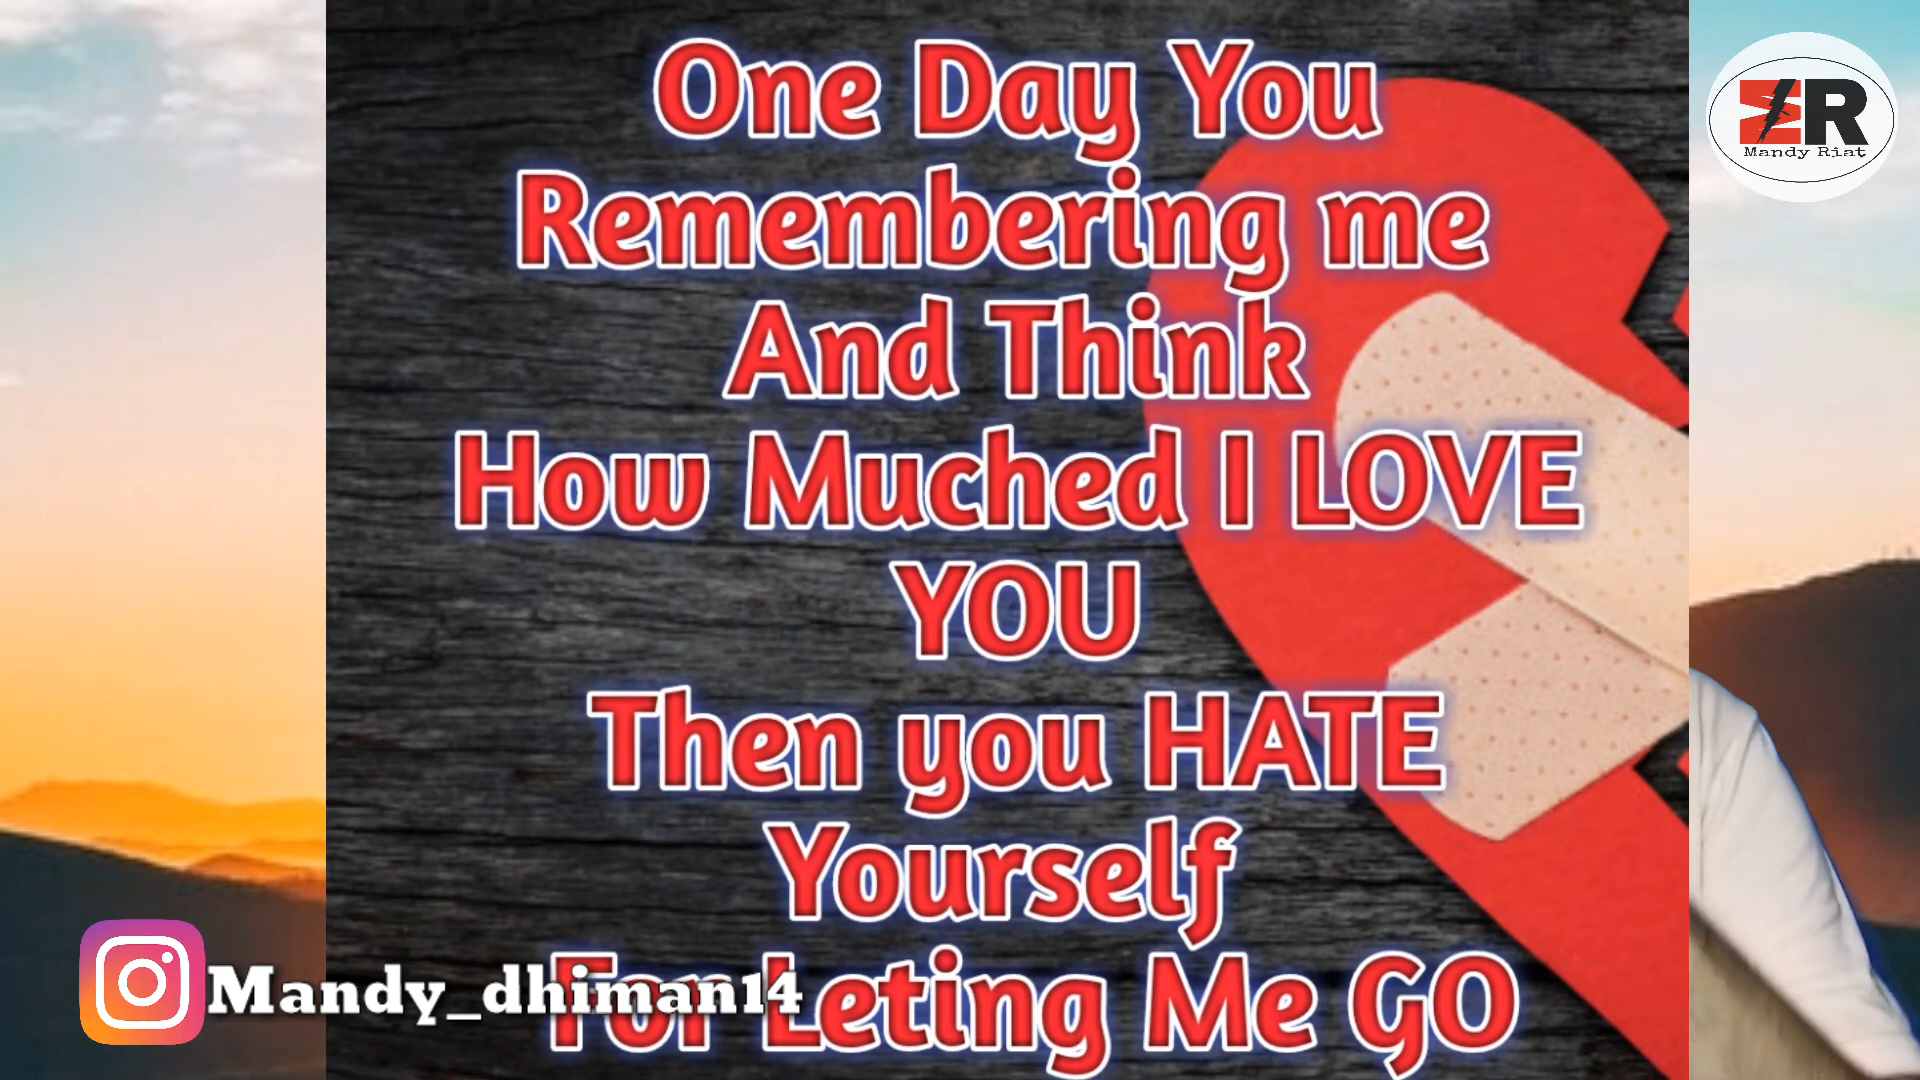 One Day You
Remembering me
And Think
How Muched I LOVE
YOU
Then you HATE
Yourself
For Leting Me GO
Mandy_dhiman14
R
Mandy Riat